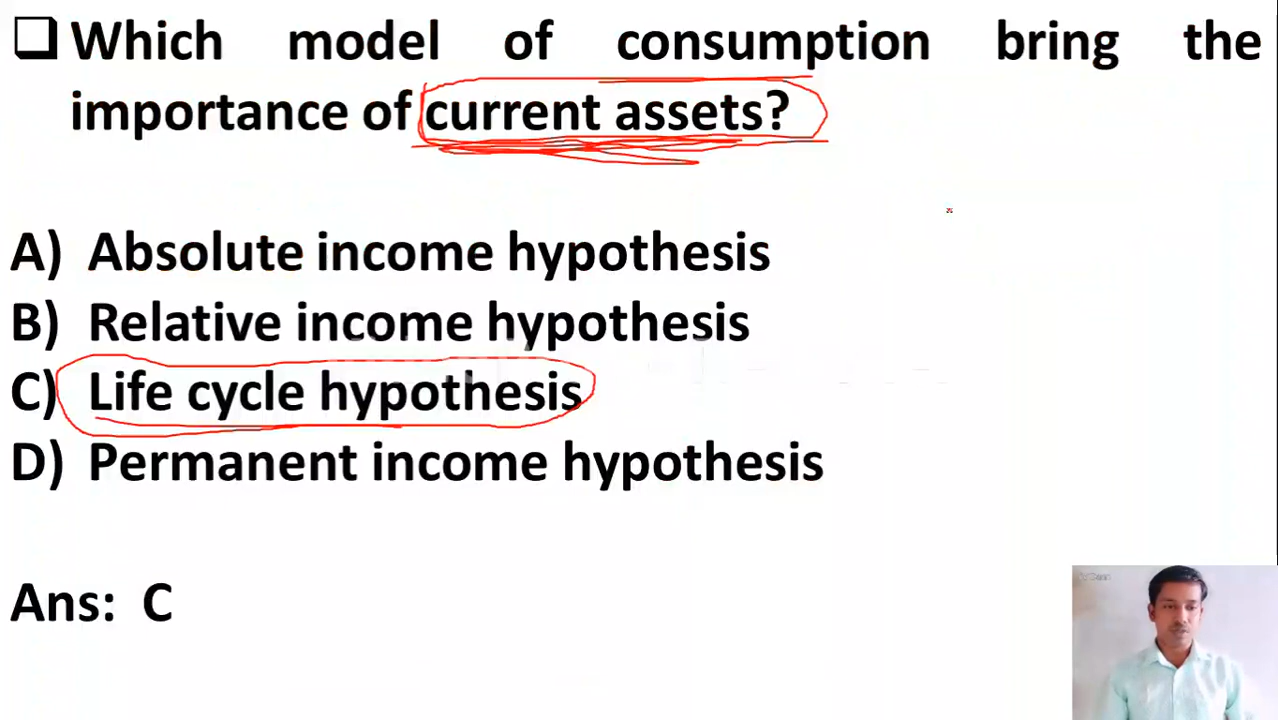 Which model of consumption bring the
importance of current assets?
A) Absolute income hypothesis
B) Relative income hypothesis
C) Life cycle hypothesis
D) Permanent income hypothesis
Ans: C